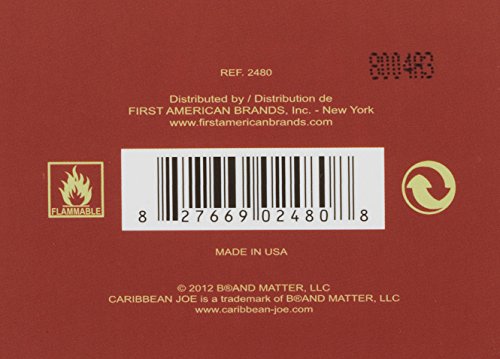 REF. 2480
800483
Distributed by / Distribution de
FIRST AMERICAN BRANDS, Inc. - New York
www.firstamericanbrands.com
FLAMMABLE
8 27669 02480 8
MADE IN USA
© 2012 B®AND MATTER, LLC
CARIBBEAN JOE is a trademark of B®AND MATTER, LLC
www.caribbean-joe.com